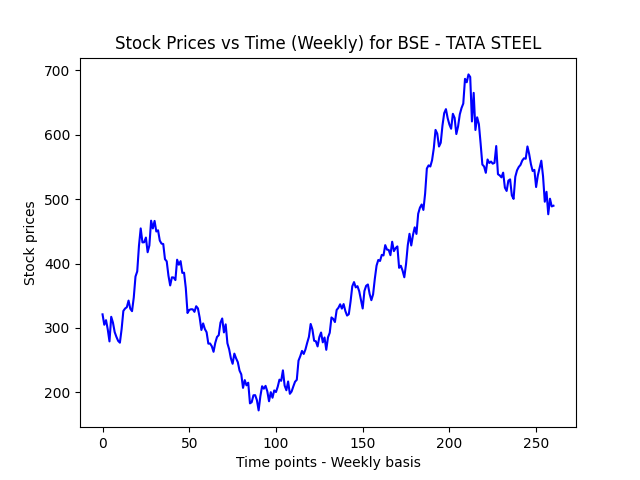 Stock Prices vs Time (Weekly) for BSE - TATA STEEL
700
600
500
400
300
200
Stock prices
0 50 100 150 200 250
Time points - Weekly basis